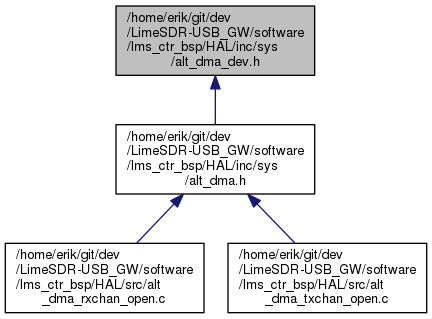 /home/erik/git/dev
/LimeSDR-USB_GW/software
/lms_ctr_bsp/HAL/inc/sys
/alt_dma_dev.h
/home/erik/git/dev
/LimeSDR-USB_GW/software
/lms_ctr_bsp/HAL/inc/sys
/alt_dma.h
/home/erik/git/dev
/LimeSDR-USB_GW/software
/lms_ctr_bsp/HAL/src/alt
_dma_rxchan_open.c
/home/erik/git/dev
/LimeSDR-USB_GW/software
/lms_ctr_bsp/HAL/src/alt
_dma_txchan_open.c